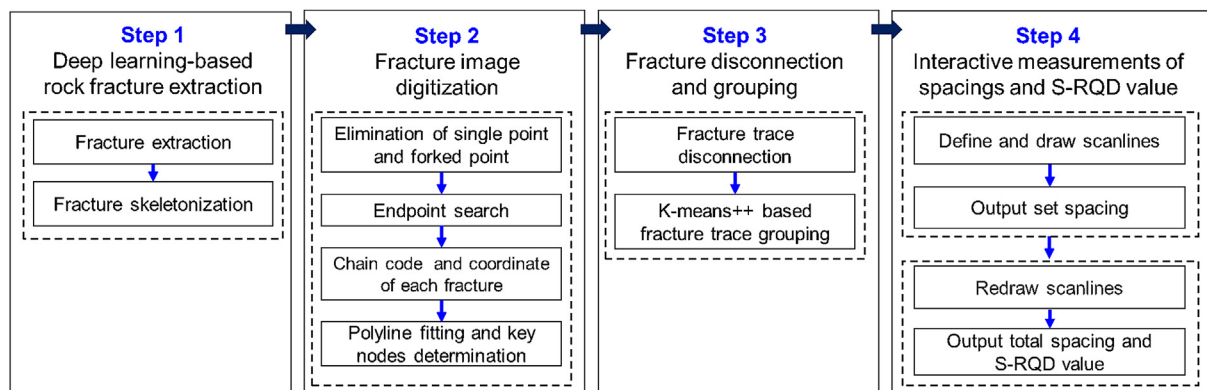 Step 1
Deep learning-based
rock fracture extraction
Fracture extraction
Fracture skeletonization
Step 2
Fracture image
digitization
Elimination of single point
and forked point
Endpoint search
Chain code and coordinate
of each fracture
Polyline fitting and key
nodes determination
Step 3
Fracture disconnection
and grouping
Fracture trace
disconnection
K-means++ based
fracture trace grouping
Step 4
Interactive measurements of
spacings and S-RQD value
Define and draw scanlines
Output set spacing
Redraw scanlines
Output total spacing and
S-RQD value